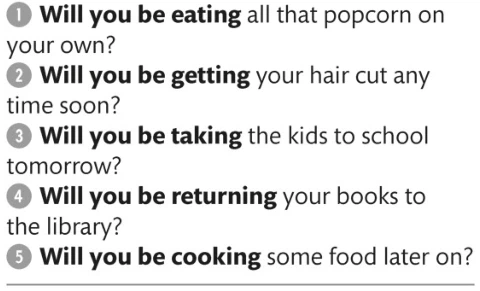 1 Will you be eating all that popcorn on
your own?
2 Will you be getting your hair cut any
time soon?
3 Will you be taking the kids to school
tomorrow?
4 Will you be returning your books to
the library?
5 Will you be cooking some food later on?